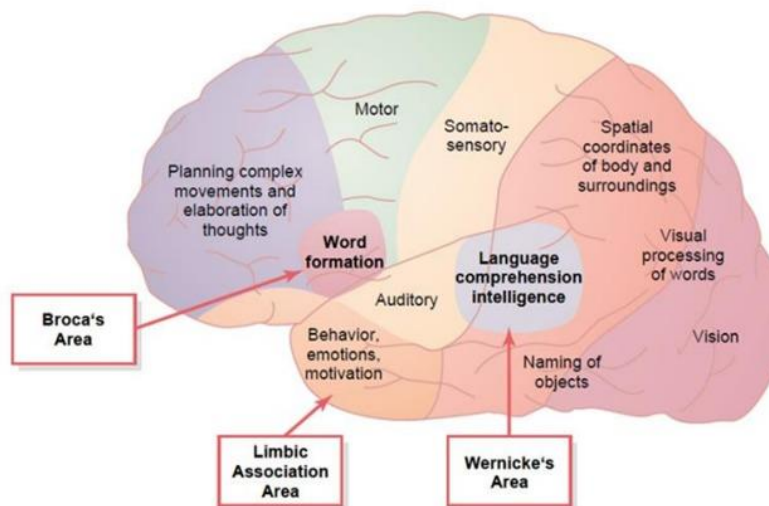 Motor
Somato-
sensory
Spatial
coordinates
of body and
surroundings
Planning complex
movements and
elaboration of
thoughts
Word
formation
Language
comprehension
intelligence
Visual
processing
of words
Auditory
Broca‘s
Area
Behavior,
emotions,
motivation
Naming of
objects
Vision
Limbic
Association
Area
Wernicke‘s
Area